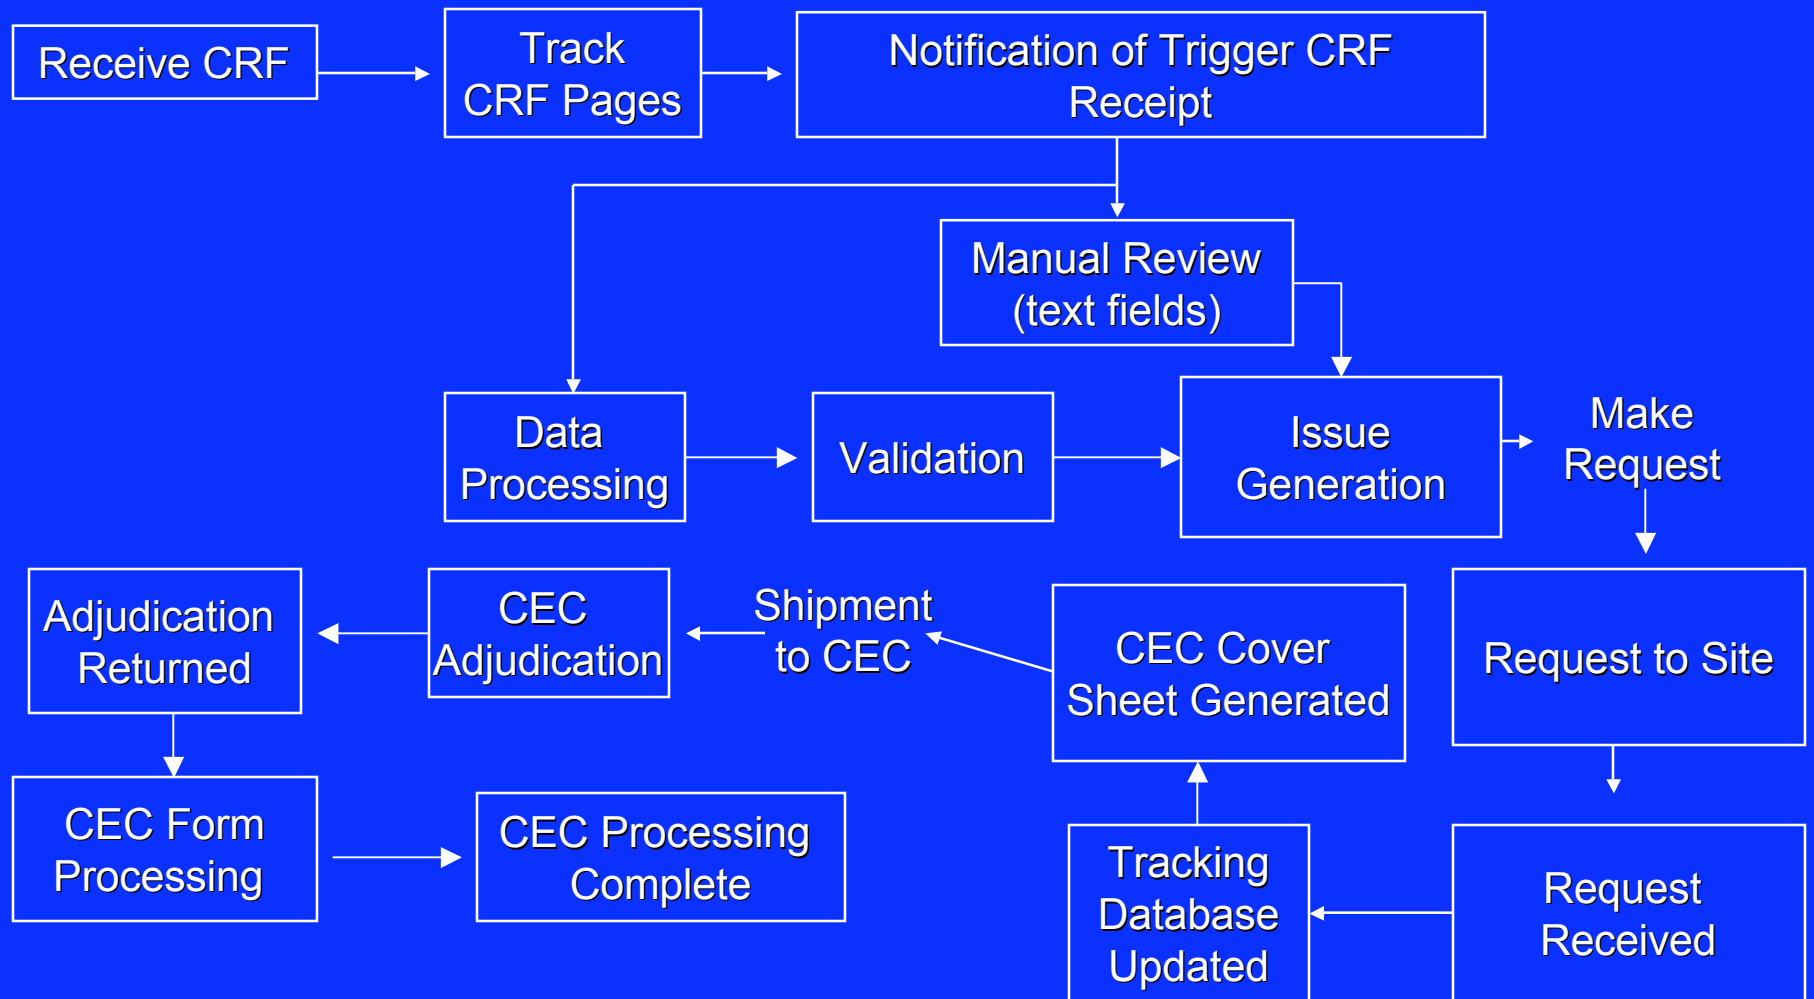 Receive CRF
Track
CRF Pages
Notification of Trigger CRF
Receipt
Manual Review
(text fields)
Data
Processing
Validation
Issue
Generation
Make
Request
Adjudication
Returned
CEC
Adjudication
Shipment
to CEC
CEC Cover
Sheet Generated
Request to Site
CEC Form
Processing
CEC Processing
Complete
Tracking
Database
Updated
Request
Received